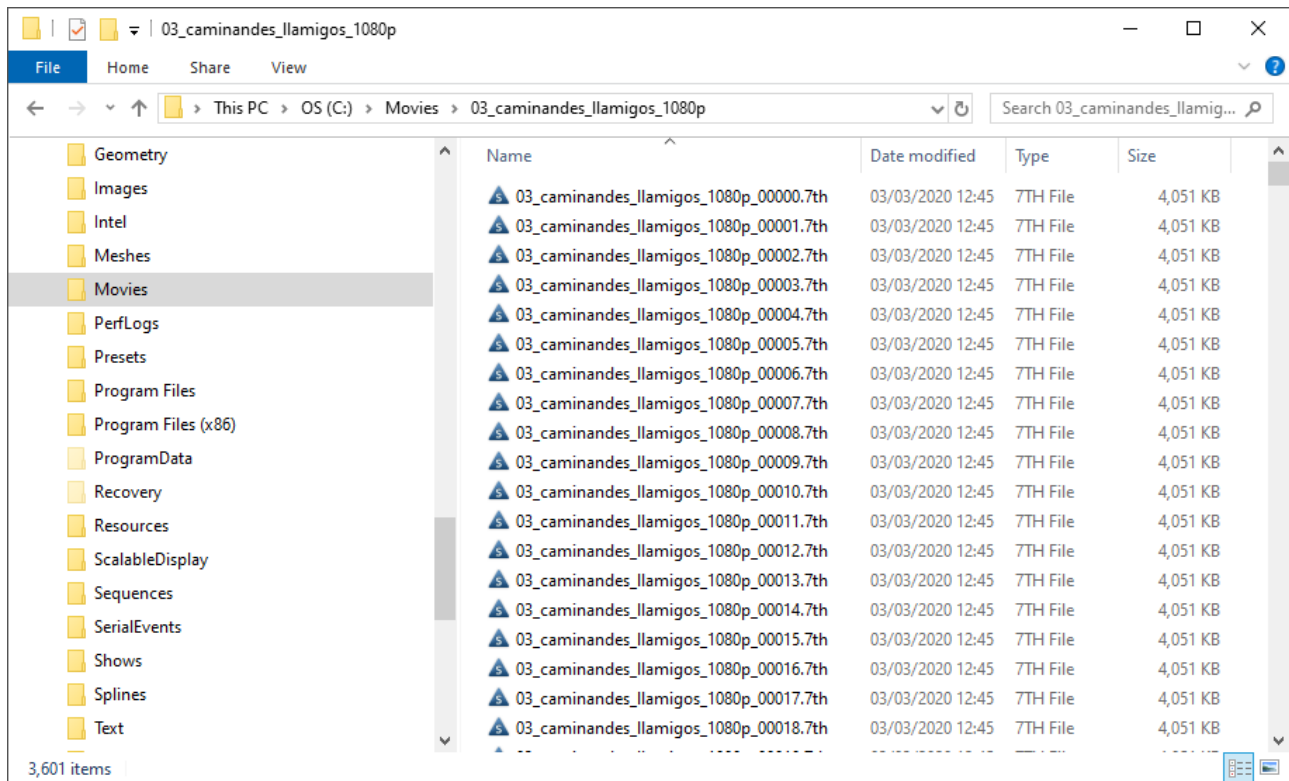 03_caminandes_llamigos_1080p
File Home Share View
This PC > OS (C:) > Movies > 03_caminandes_llamigos_1080p Search 03_caminandes_llamig...
Geometry
Images
Intel
Meshes
Movies
PerfLogs
Presets
Program Files
Program Files (x86)
ProgramData
Recovery
Resources
ScalableDisplay
Sequences
SerialEvents
Shows
Splines
Text
Name Date modified Type Size
03_caminandes_llamigos_1080p_00000.7th 03/03/2020 12:45 7TH File 4,051 KB
03_caminandes_llamigos_1080p_00001.7th 03/03/2020 12:45 7TH File 4,051 KB
03_caminandes_llamigos_1080p_00002.7th 03/03/2020 12:45 7TH File 4,051 KB
03_caminandes_llamigos_1080p_00003.7th 03/03/2020 12:45 7TH File 4,051 KB
03_caminandes_llamigos_1080p_00004.7th 03/03/2020 12:45 7TH File 4,051 KB
03_caminandes_llamigos_1080p_00005.7th 03/03/2020 12:45 7TH File 4,051 KB
03_caminandes_llamigos_1080p_00006.7th 03/03/2020 12:45 7TH File 4,051 KB
03_caminandes_llamigos_1080p_00007.7th 03/03/2020 12:45 7TH File 4,051 KB
03_caminandes_llamigos_1080p_00008.7th 03/03/2020 12:45 7TH File 4,051 KB
03_caminandes_llamigos_1080p_00009.7th 03/03/2020 12:45 7TH File 4,051 KB
03_caminandes_llamigos_1080p_00010.7th 03/03/2020 12:45 7TH File 4,051 KB
03_caminandes_llamigos_1080p_00011.7th 03/03/2020 12:45 7TH File 4,051 KB
03_caminandes_llamigos_1080p_00012.7th 03/03/2020 12:45 7TH File 4,051 KB
03_caminandes_llamigos_1080p_00013.7th 03/03/2020 12:45 7TH File 4,051 KB
03_caminandes_llamigos_1080p_00014.7th 03/03/2020 12:45 7TH File 4,051 KB
03_caminandes_llamigos_1080p_00015.7th 03/03/2020 12:45 7TH File 4,051 KB
03_caminandes_llamigos_1080p_00016.7th 03/03/2020 12:45 7TH File 4,051 KB
03_caminandes_llamigos_1080p_00017.7th 03/03/2020 12:45 7TH File 4,051 KB
03_caminandes_llamigos_1080p_00018.7th 03/03/2020 12:45 7TH File 4,051 KB
3,601 items